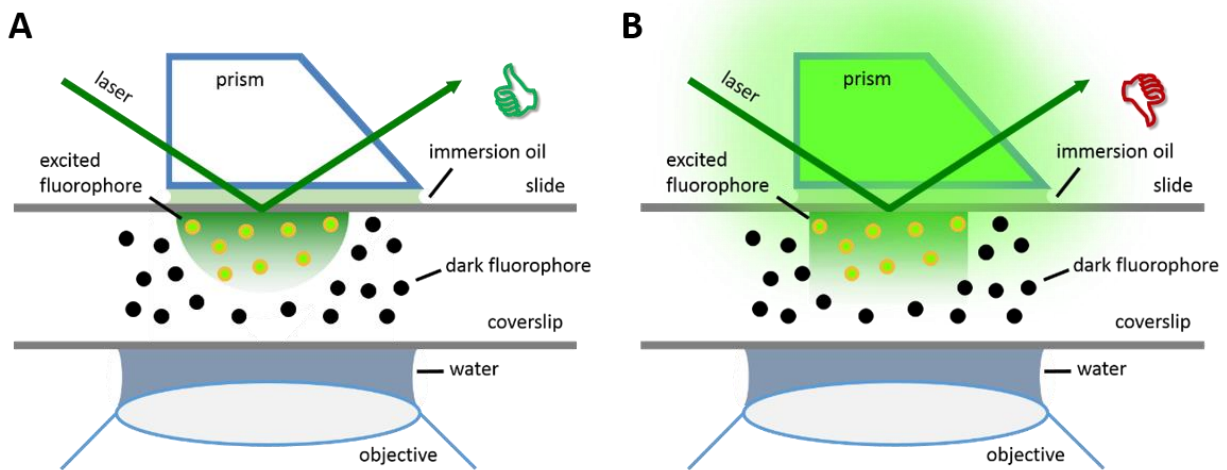 A
laser
prism
excited
fluorophore
immersion oil
slide
dark fluorophore
coverslip
water
objective
B
laser
prism
excited
fluorophore
immersion oil
slide
dark fluorophore
coverslip
water
objective